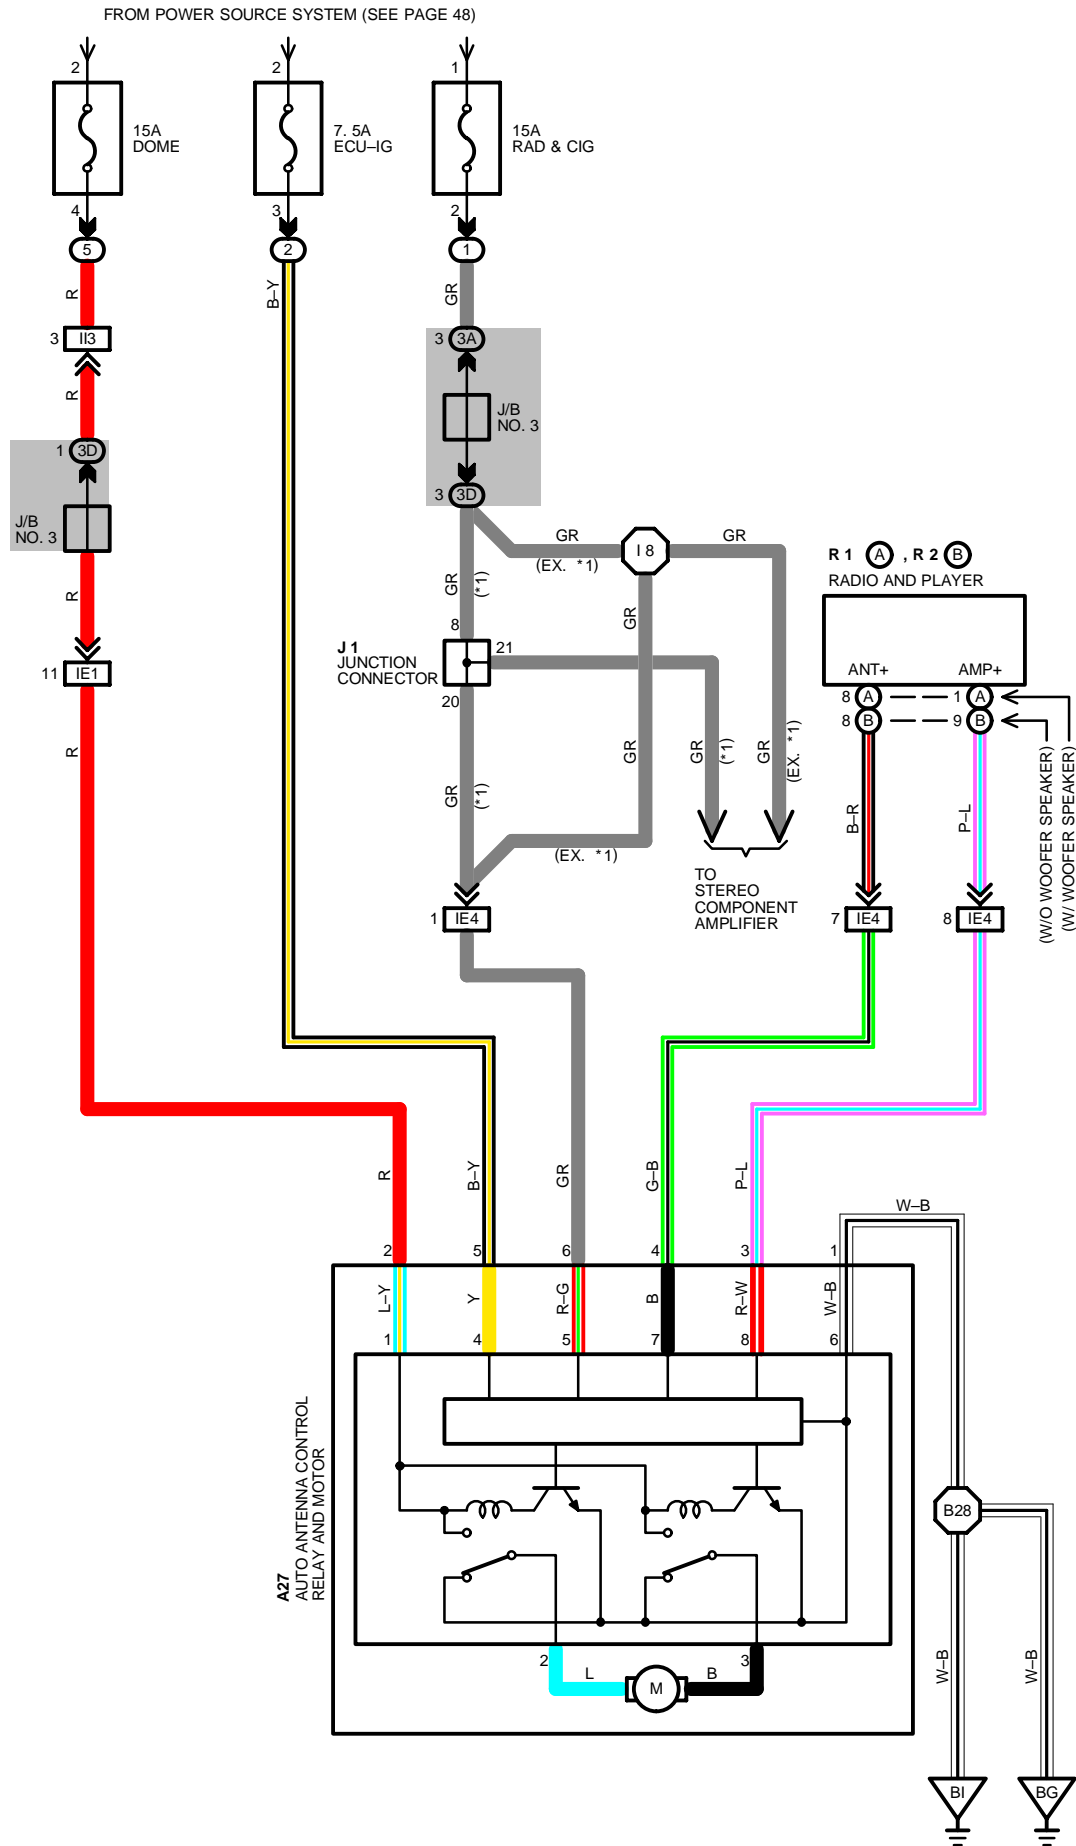 FROM POWER SOURCE SYSTEM (SEE PAGE 48)
2
2
1
15A
DOME
7. 5A
ECU–IG
15A
RAD & CIG
4
3
2
5
2
1
R
B–Y
GR
3
II3
3
3A
R
J/B
NO. 3
1
3D
3
3D
J/B
NO. 3
GR
(EX. *1)
I 8
GR
R 1
A
, R 2
B
RADIO AND PLAYER
R
GR
(*1)
GR
8
J 1
JUNCTION
CONNECTOR
21
20
11
IE1
ANT+
AMP+
8
A
1
A
8
B
9
B
R
GR
(*1)
GR
GR
(*1)
GR
(EX. *1)
B–R
P–L
(W/O WOOFER SPEAKER)
(W/ WOOFER SPEAKER)
(EX. *1)
TO
STEREO
COMPONENT
AMPLIFIER
1
IE4
7
IE4
8
IE4
R
B–Y
GR
G–B
P–L
W–B
2
5
6
4
3
1
L–Y
Y
R–G
B
R–W
W–B
1
4
5
7
8
6
A27
AUTO ANTENNA CONTROL
RELAY AND MOTOR
B28
2
L
M
B
3
W–B
W–B
BI
BG